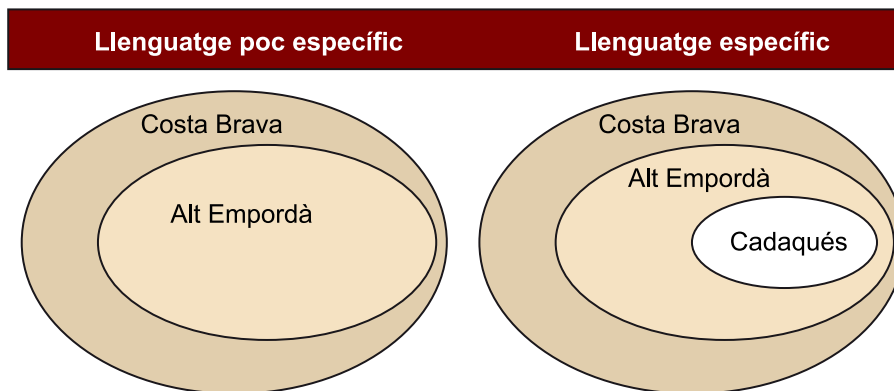 Llenguatge poc específic
Llenguatge específic
Costa Brava
Alt Empordà
Costa Brava
Alt Empordà
Cadaqués